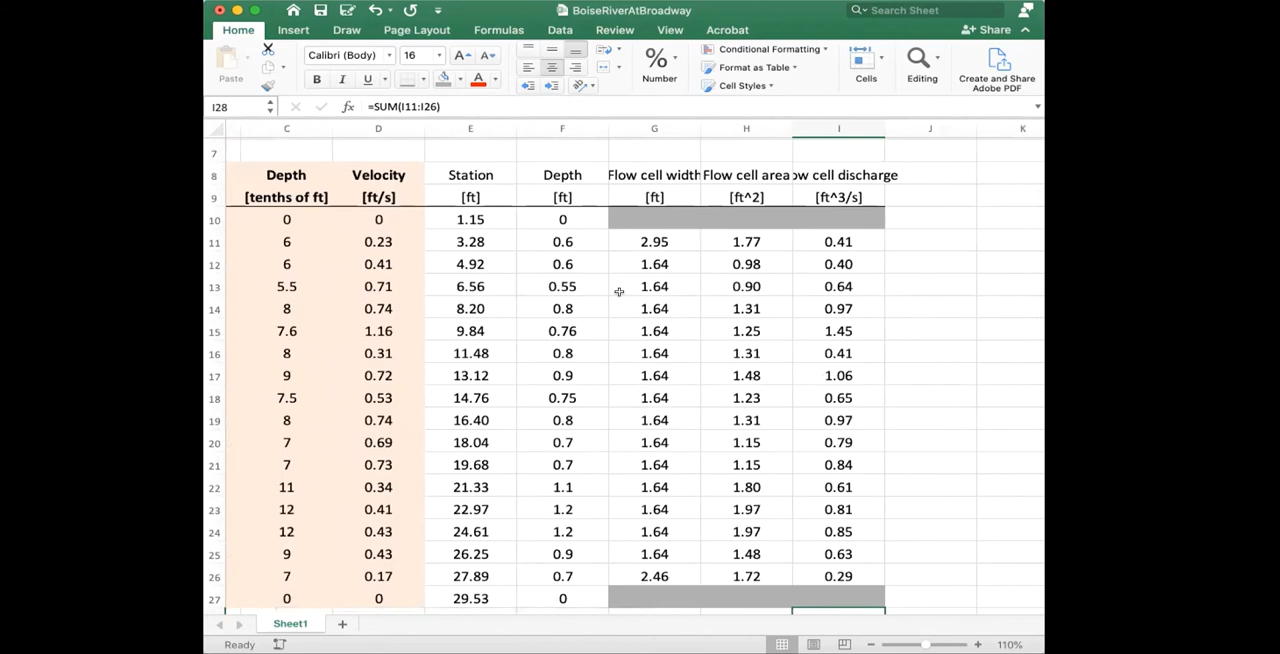 BoiseRiverAtBroadway
Search Sheet
Home Insert Draw Page Layout Formulas Data Review View Acrobat Share
Paste
Calibri (Body) 16 A A
B I U A
% Number
Conditional Formatting
Format as Table
Cell Styles
Cells
Editing
Create and Share
Adobe PDF
I28 fx =SUM(I11:I26)
C D E F G H I J K
7
8 Depth Velocity Station Depth Flow cell width Flow cell area ow cell discharge
9 [tenths of ft] [ft/s] [ft] [ft] [ft] [ft^2] [ft^3/s]
10 0 0 1.15 0
11 6 0.23 3.28 0.6 2.95 1.77 0.41
12 6 0.41 4.92 0.6 1.64 0.98 0.40
13 5.5 0.71 6.56 0.55 1.64 0.90 0.64
14 8 0.74 8.20 0.8 1.64 1.31 0.97
15 7.6 1.16 9.84 0.76 1.64 1.25 1.45
16 8 0.31 11.48 0.8 1.64 1.31 0.41
17 9 0.72 13.12 0.9 1.64 1.48 1.06
18 7.5 0.53 14.76 0.75 1.64 1.23 0.65
19 8 0.74 16.40 0.8 1.64 1.31 0.97
20 7 0.69 18.04 0.7 1.64 1.15 0.79
21 7 0.73 19.68 0.7 1.64 1.15 0.84
22 11 0.34 21.33 1.1 1.64 1.80 0.61
23 12 0.41 22.97 1.2 1.64 1.97 0.81
24 12 0.43 24.61 1.2 1.64 1.97 0.85
25 9 0.43 26.25 0.9 1.64 1.48 0.63
26 7 0.17 27.89 0.7 2.46 1.72 0.29
27 0 0 29.53 0
Sheet1 +
Ready 110%